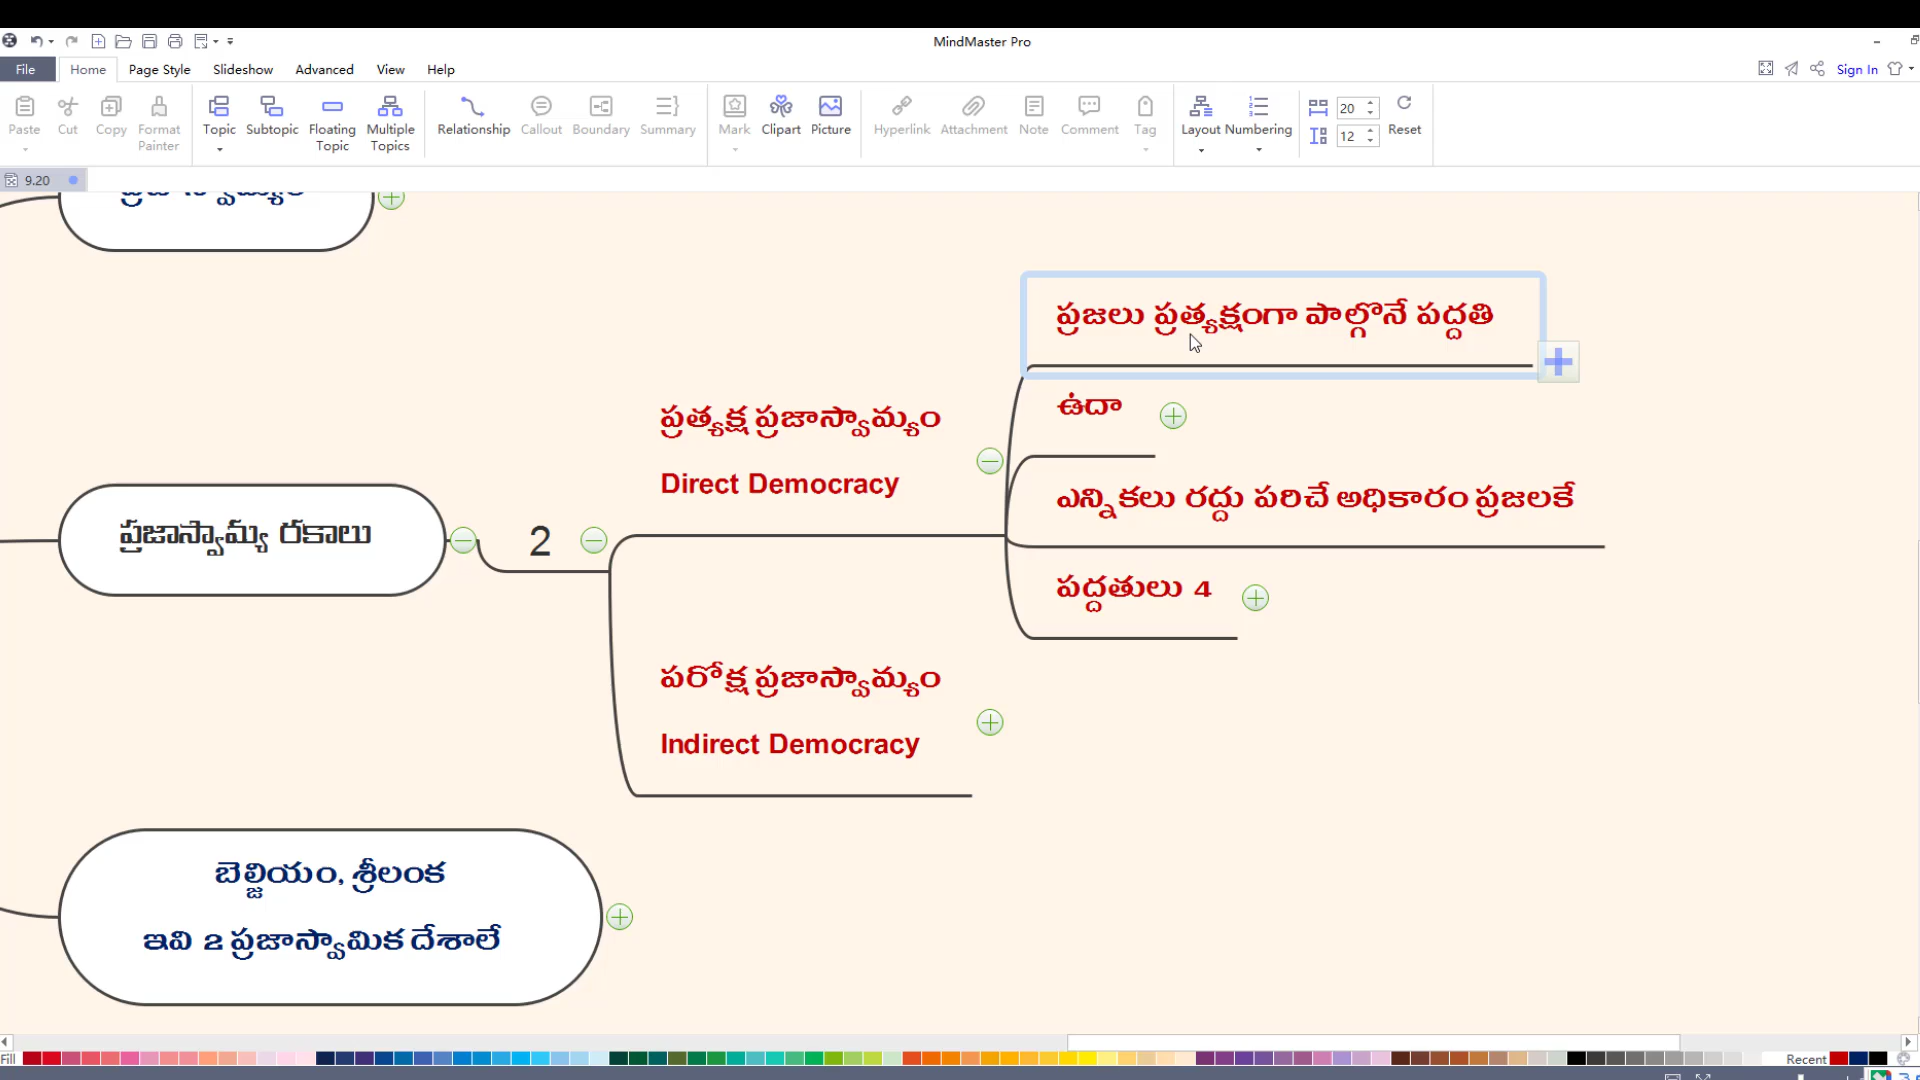 MindMaster Pro
File Home Page Style Slideshow Advanced View Help Sign In
Paste Cut Copy Format Painter Topic Subtopic Floating Topic Multiple Topics Relationship Callout Boundary Summary Mark Clipart Picture Hyperlink Attachment Note Comment Tag Layout Numbering 20 12 Reset
9.20
ప్రజలు ప్రత్యక్షంగా పాల్గొనే పద్దతి
ఉదా
ప్రత్యక్ష ప్రజాస్వామ్యం
Direct Democracy
ఎన్నికలు రద్దు పరిచే అధికారం ప్రజలకే
ప్రజాస్వామ్య రకాలు
2
పద్దతులు 4
పరోక్ష ప్రజాస్వామ్యం
Indirect Democracy
బెల్జియం, శ్రీలంక
ఇవి 2 ప్రజాస్వామిక దేశాలే
Fill
Recent